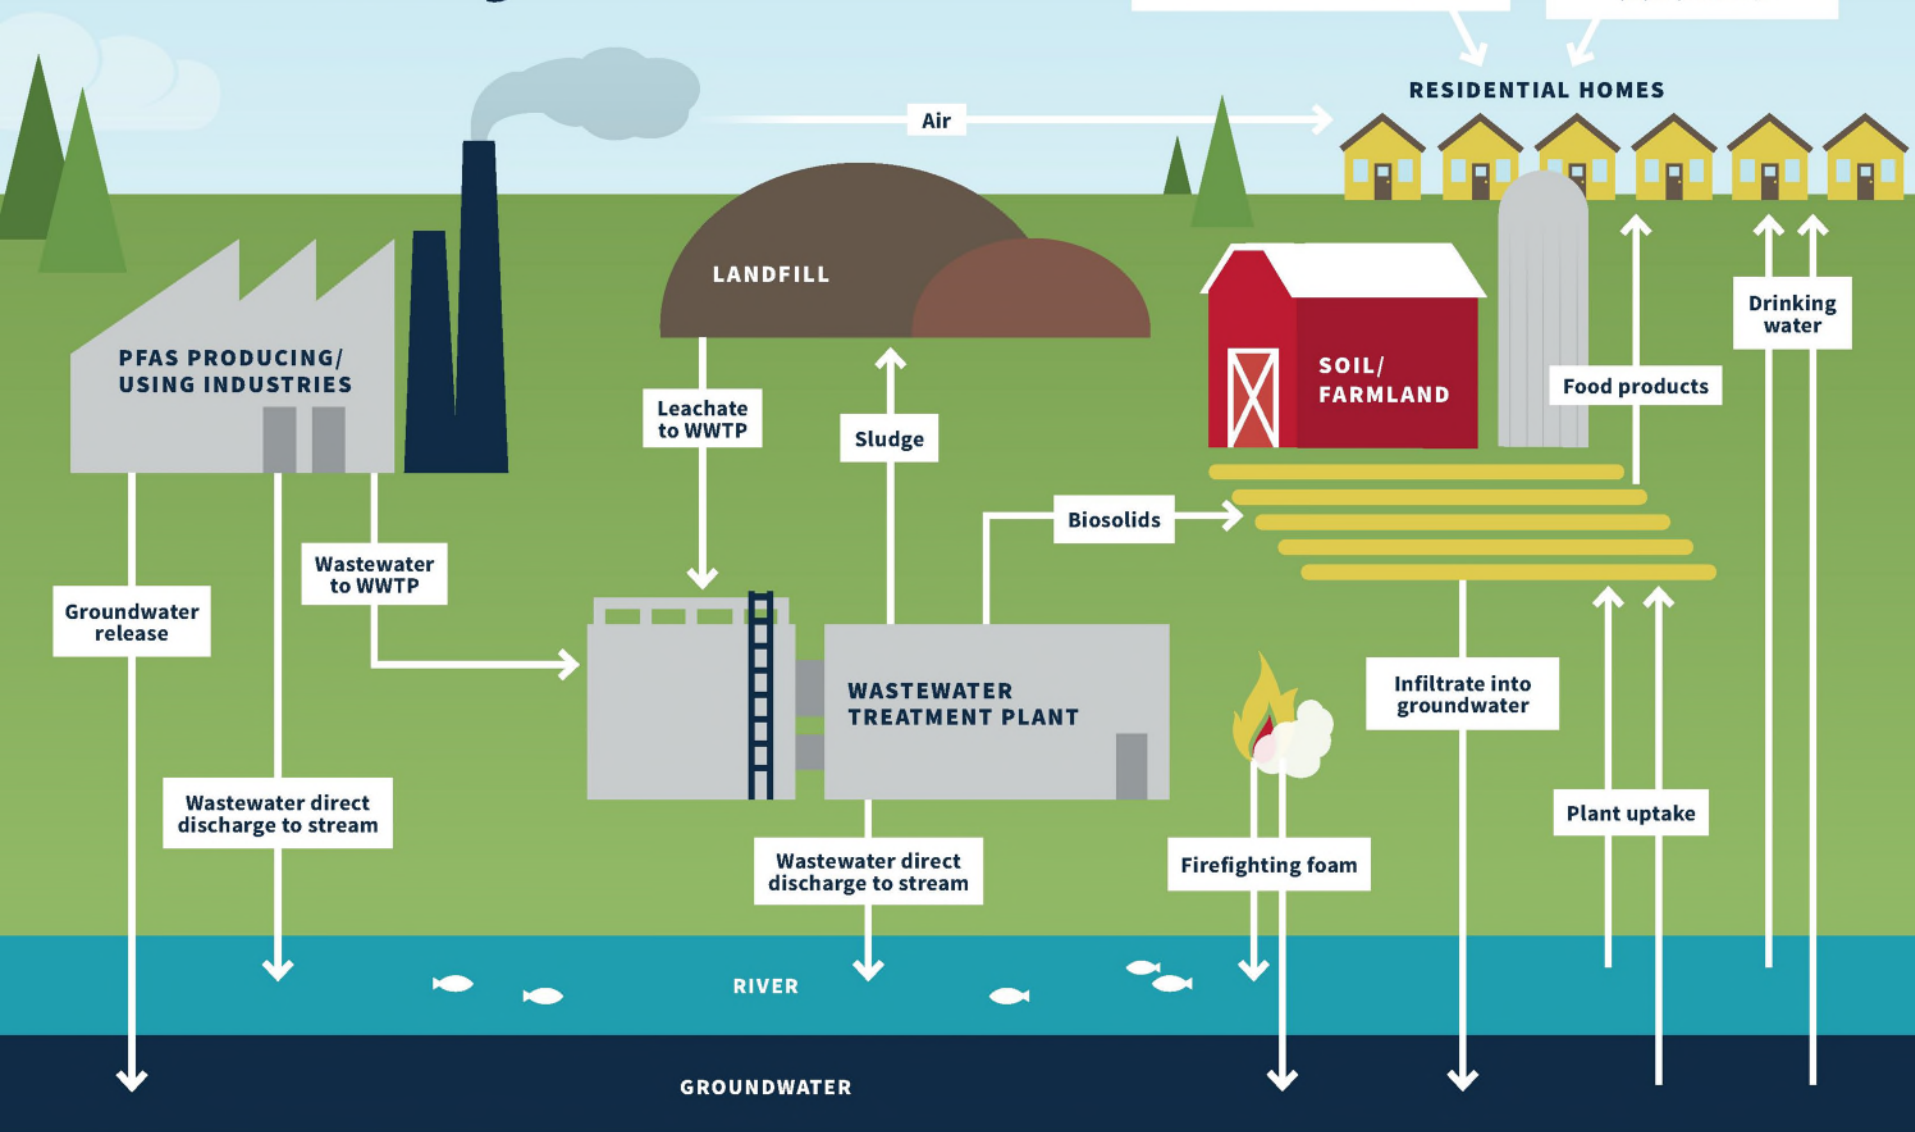 RESIDENTIAL HOMES
Air
LANDFILL
Drinking
water
PFAS PRODUCING/
USING INDUSTRIES
SOIL/
FARMLAND
Food products
Leachate
to WWTP
Sludge
Biosolids
Wastewater
to WWTP
Groundwater
release
WASTEWATER
TREATMENT PLANT
Infiltrate into
groundwater
Wastewater direct
discharge to stream
Plant uptake
Wastewater direct
discharge to stream
Firefighting foam
RIVER
GROUNDWATER